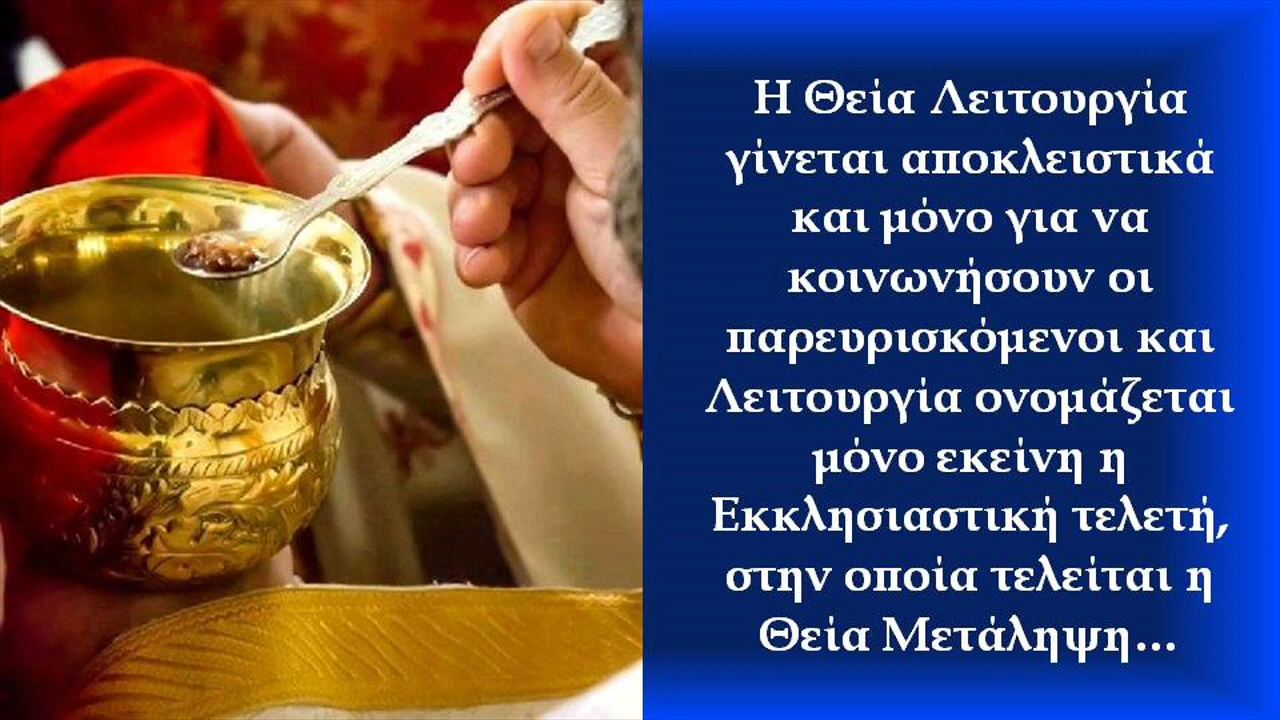 Η Θεία Λειτουργία
γίνεται αποκλειστικά
και μόνο για να
κοινωνήσουν οι
παρευρισκόμενοι και
Λειτουργία ονομάζεται
μόνο εκείνη η
Εκκλησιαστική τελετή,
στην οποία τελείται η
Θεία Μετάληψη...